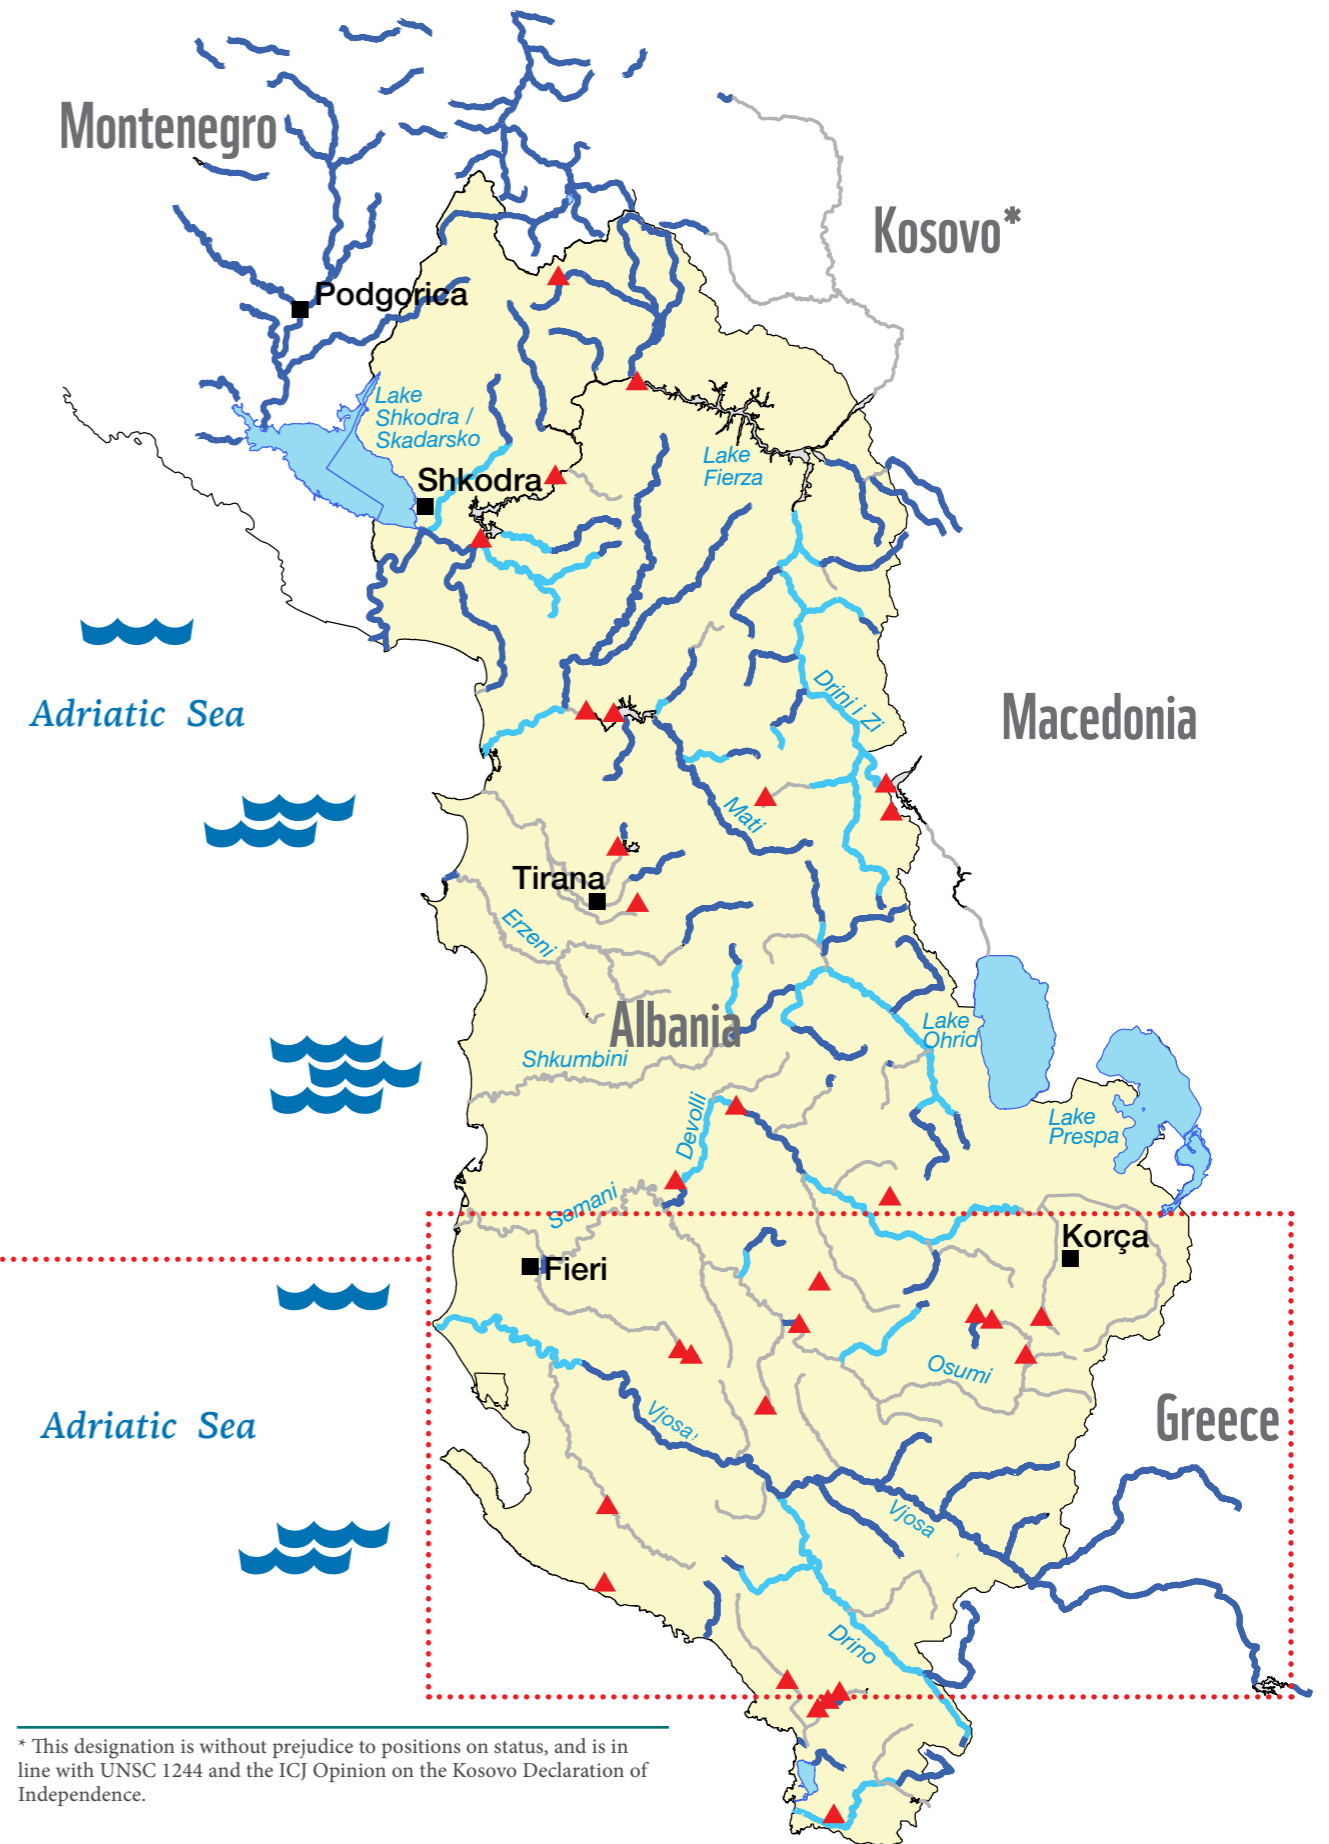 Montenegro
Kosovo*
Podgorica
Lake
Shkodra /
Skadarsko
Lake
Fierza
Shkodra
Adriatic Sea
Drini i Zi
Macedonia
Mati
Tirana
Erzeni
Albania
Lake
Ohrid
Shkumbini
Devolli
Lake
Prespa
Semani
Korça
Fieri
Osumi
Adriatic Sea
Vjosa
Greece
Vjosa
Drino
* This designation is without prejudice to positions on status, and is in
line with UNSC 1244 and the ICJ Opinion on the Kosovo Declaration of
Independence.